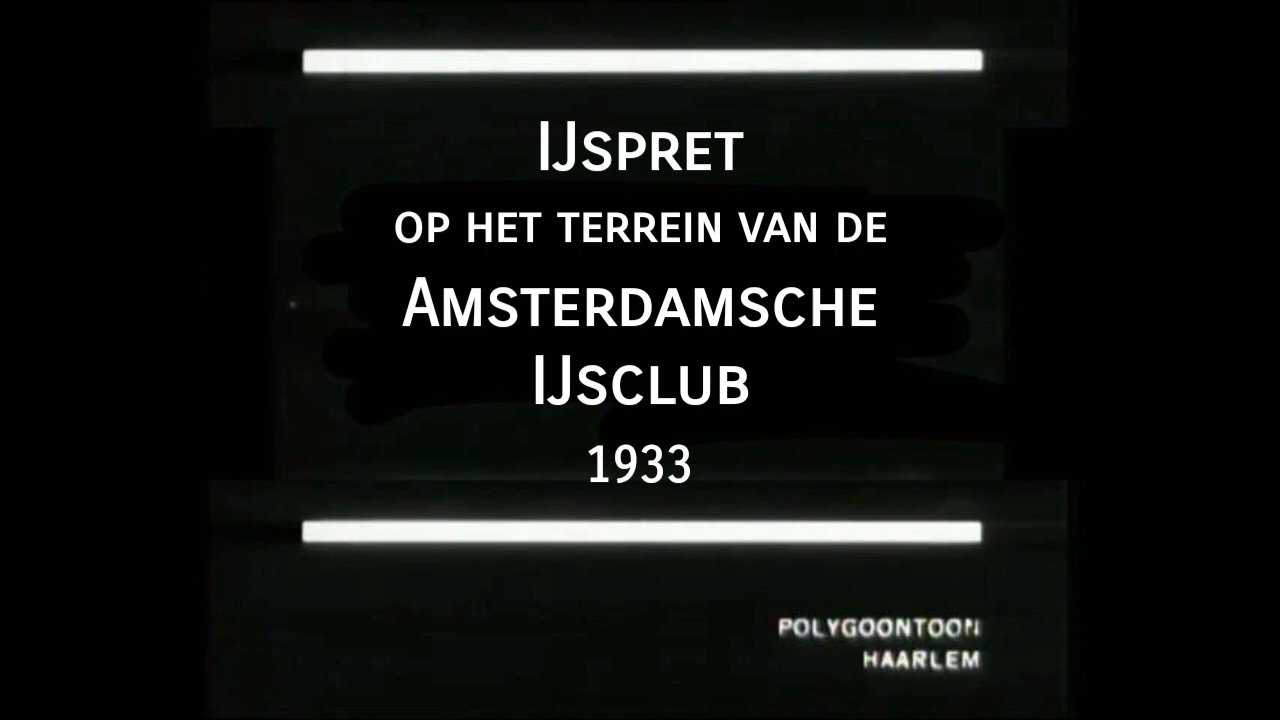 IJspret
op het terrein van de
Amsterdamsche
IJsclub
1933
POLYGOONTOON
HAARLEM